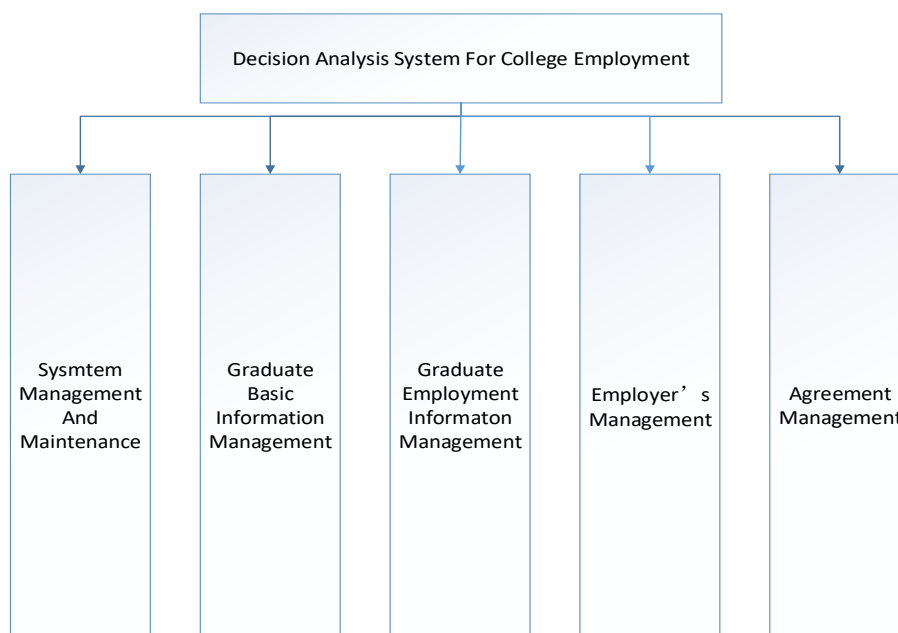 Decision Analysis System For College Employment
Sysmtem
Management
And
Maintenance
Graduate
Basic
Information
Management
Graduate
Employment
Informaton
Management
Employer’s
Management
Agreement
Management